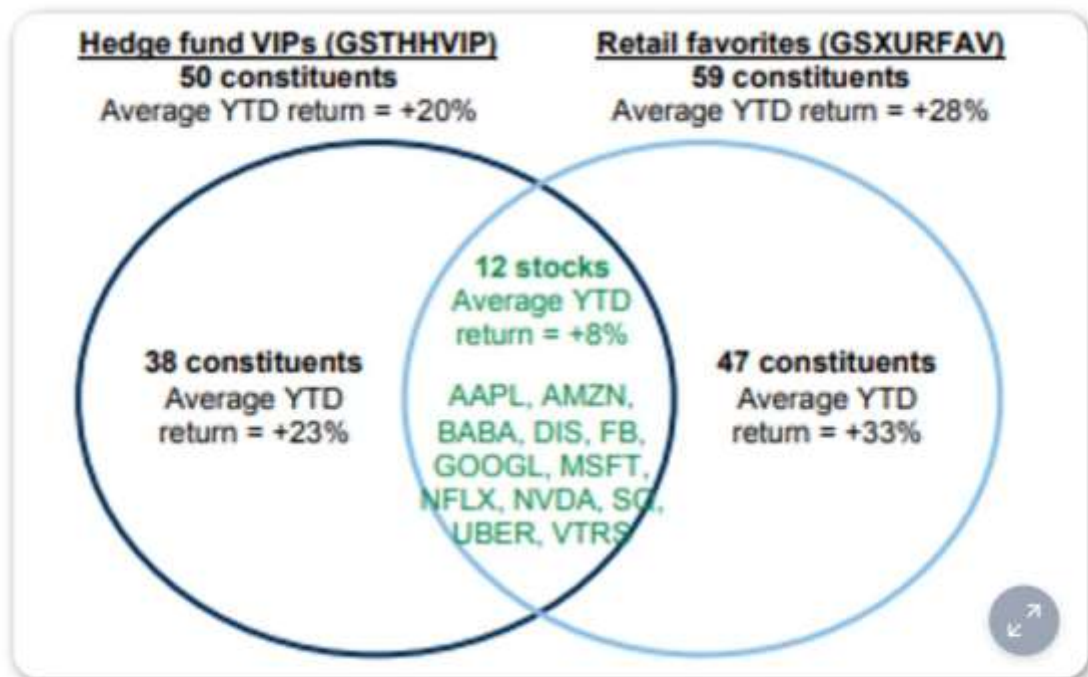 Hedge fund VIPs (GSTHHVIP)
50 constituents
Average YTD return = +20%
Retail favorites (GSXURFAV)
59 constituents
Average YTD return = +28%
38 constituents
Average YTD
return = +23%
12 stocks
Average YTD
return = +8%
AAPL, AMZN,
BABA, DIS, FB,
GOOGL, MSFT,
NFLX, NVDA, SQ,
UBER, VTRS
47 constituents
Average YTD
return = +33%